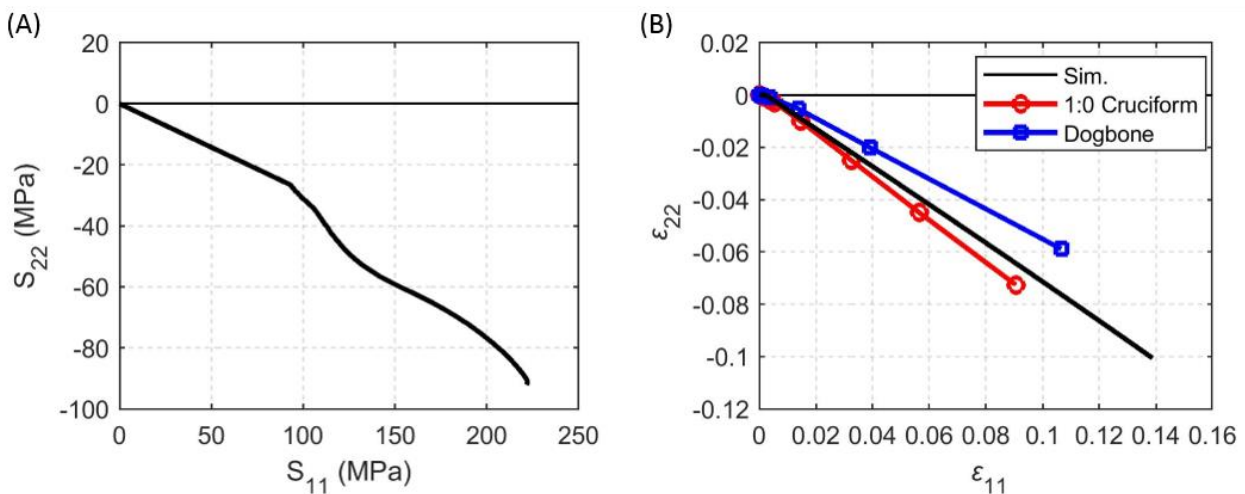 (A)
20
0
-20
-40
-60
-80
-100
S22 (MPa)
0 50 100 150 200 250
S11 (MPa)
(B)
0.02
0
-0.02
-0.04
-0.06
-0.08
-0.1
-0.12
ε22
Sim.
1:0 Cruciform
Dogbone
0 0.02 0.04 0.06 0.08 0.1 0.12 0.14 0.16
ε11